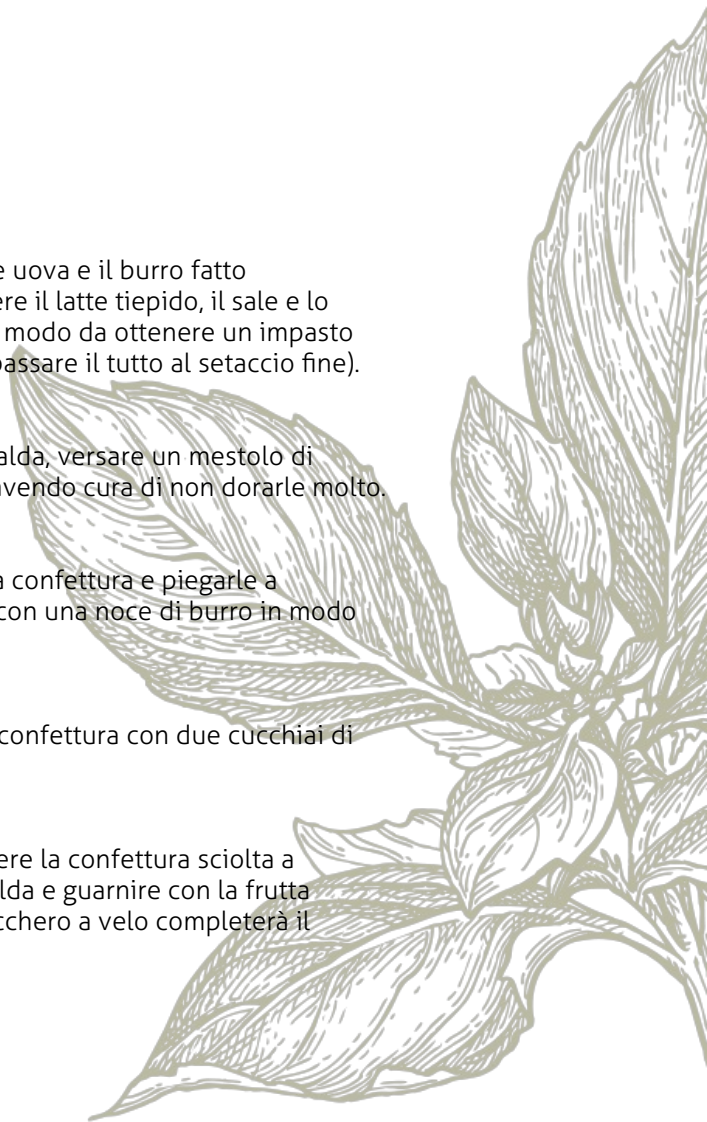 e uova e il burro fatto
ere il latte tiepido, il sale e lo
modo da ottenere un impasto
passare il tutto al setaccio fine).
alda, versare un mestolo di
avendo cura di non dorarle molto.
a confettura e piegarle a
con una noce di burro in modo
confettura con due cucchiai di
ere la confettura sciolta a
lda e guarnire con la frutta
cchero a velo completerà il